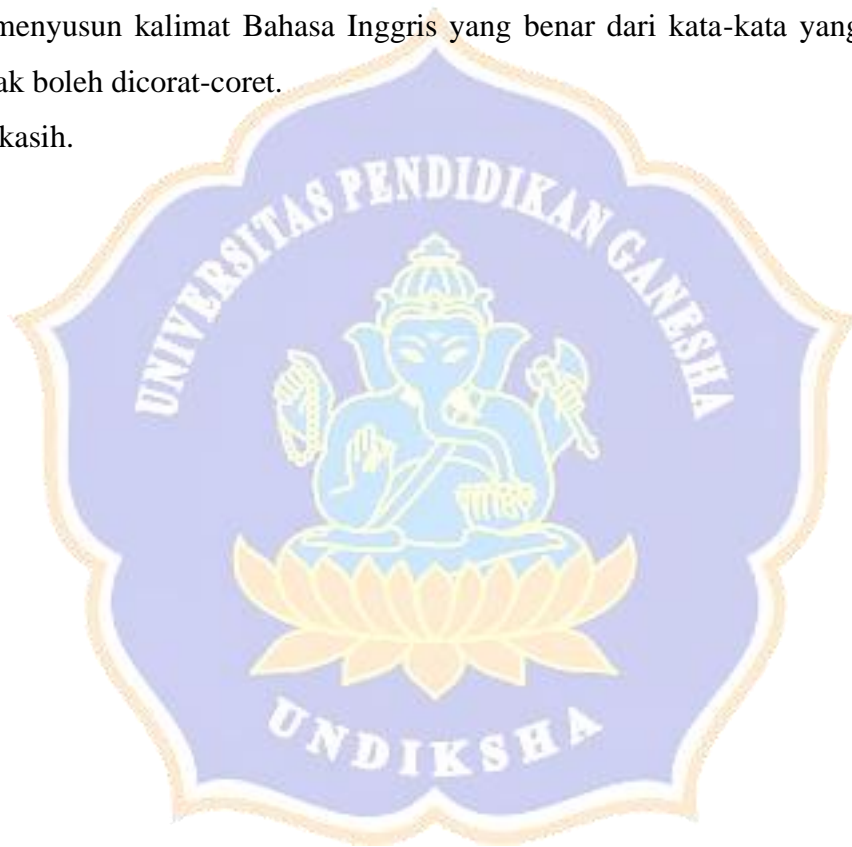 menyusun kalimat Bahasa Inggris yang benar dari kata-kata yang
ak boleh dicorat-coret.
kasih.
UNIVERSITAS PENDIDIKAN GANESHA
UNDIKSHA